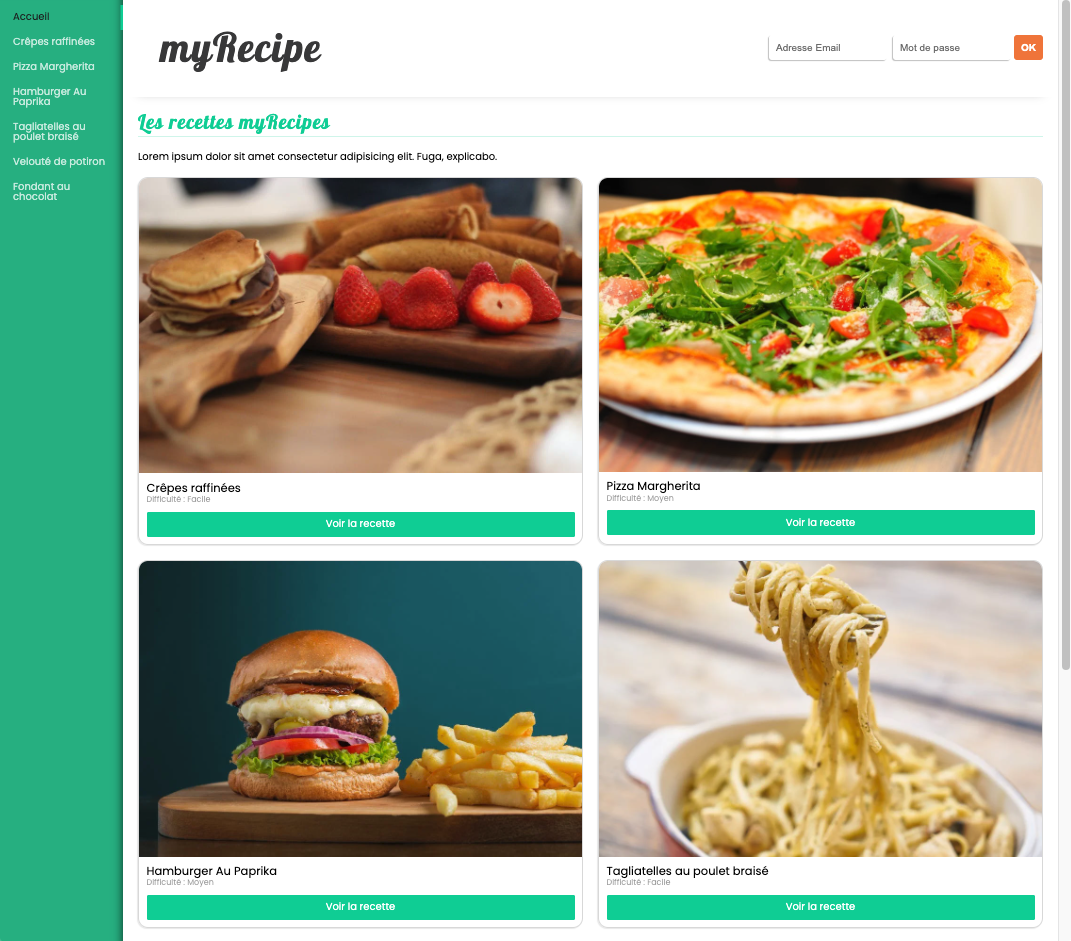 Accueil
Crêpes raffinées
Pizza Margherita
Hamburger Au
Paprika
Tagliatelles au
poulet braisé
Velouté de potiron
Fondant au
chocolat
myRecipe
Adresse Email
Mot de passe
OK
Les recettes myRecipes
Lorem ipsum dolor sit amet consectetur adipisicing elit. Fuga, explicabo.
Crêpes raffinées
Difficulté : Facile
Voir la recette
Pizza Margherita
Difficulté : Moyen
Voir la recette
Hamburger Au Paprika
Difficulté : Moyen
Voir la recette
Tagliatelles au poulet braisé
Difficulté : Facile
Voir la recette